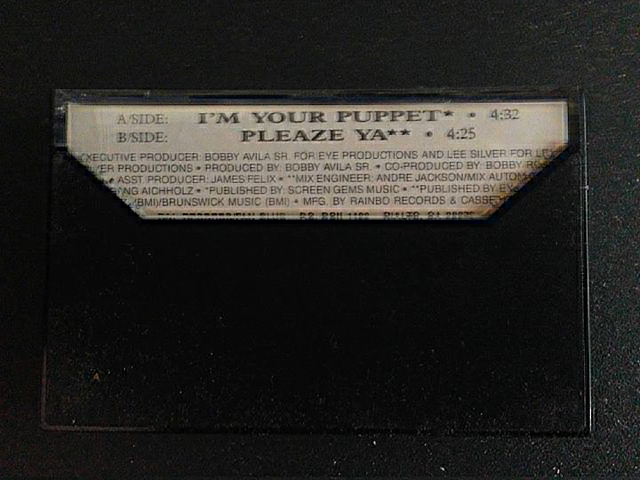 A/SIDE: I'M YOUR PUPPET* • 4:32
B/SIDE: PLEAZE YA** • 4:25
EXECUTIVE PRODUCER: BOBBY AVILA SR. FOR EYE PRODUCTIONS AND LEE SILVER FOR
PRODUCTIONS • PRODUCED BY: BOBBY AVILA SR. • CO-PRODUCED BY: BOBBY
• ASST. PRODUCER: JAMES FELIX • **MIX ENGINEER: ANDRE JACKSON/MIX
AICHHOLZ • *PUBLISHED BY: SCREEN GEMS MUSIC • **PUBLISHED BY
(BMI)/BRUNSWICK MUSIC (BMI) • MFG. BY RAINBO RECORDS &